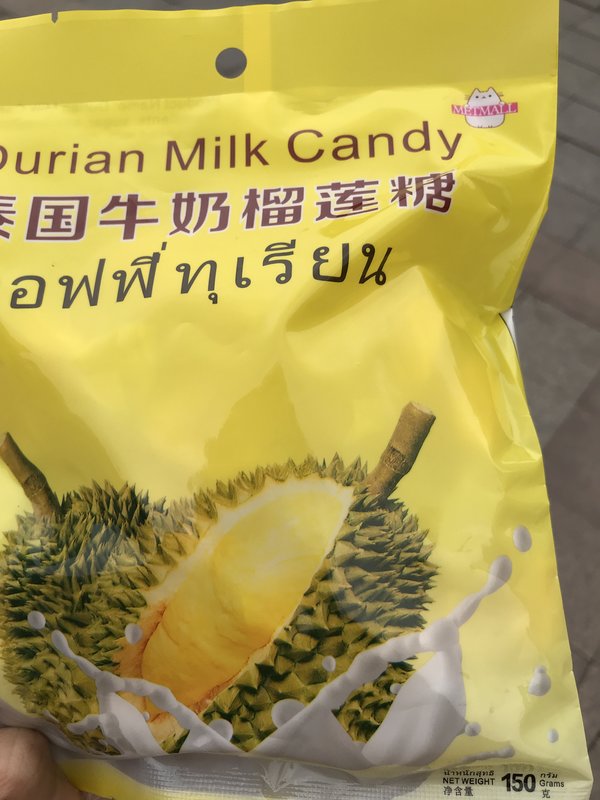 METMALL
Durian Milk Candy
泰国牛奶榴莲糖
อฟฟี่ทุเรียน
น้ำหนักสุทธิ
NET WEIGHT
净含量
150
กรัม
Grams
克